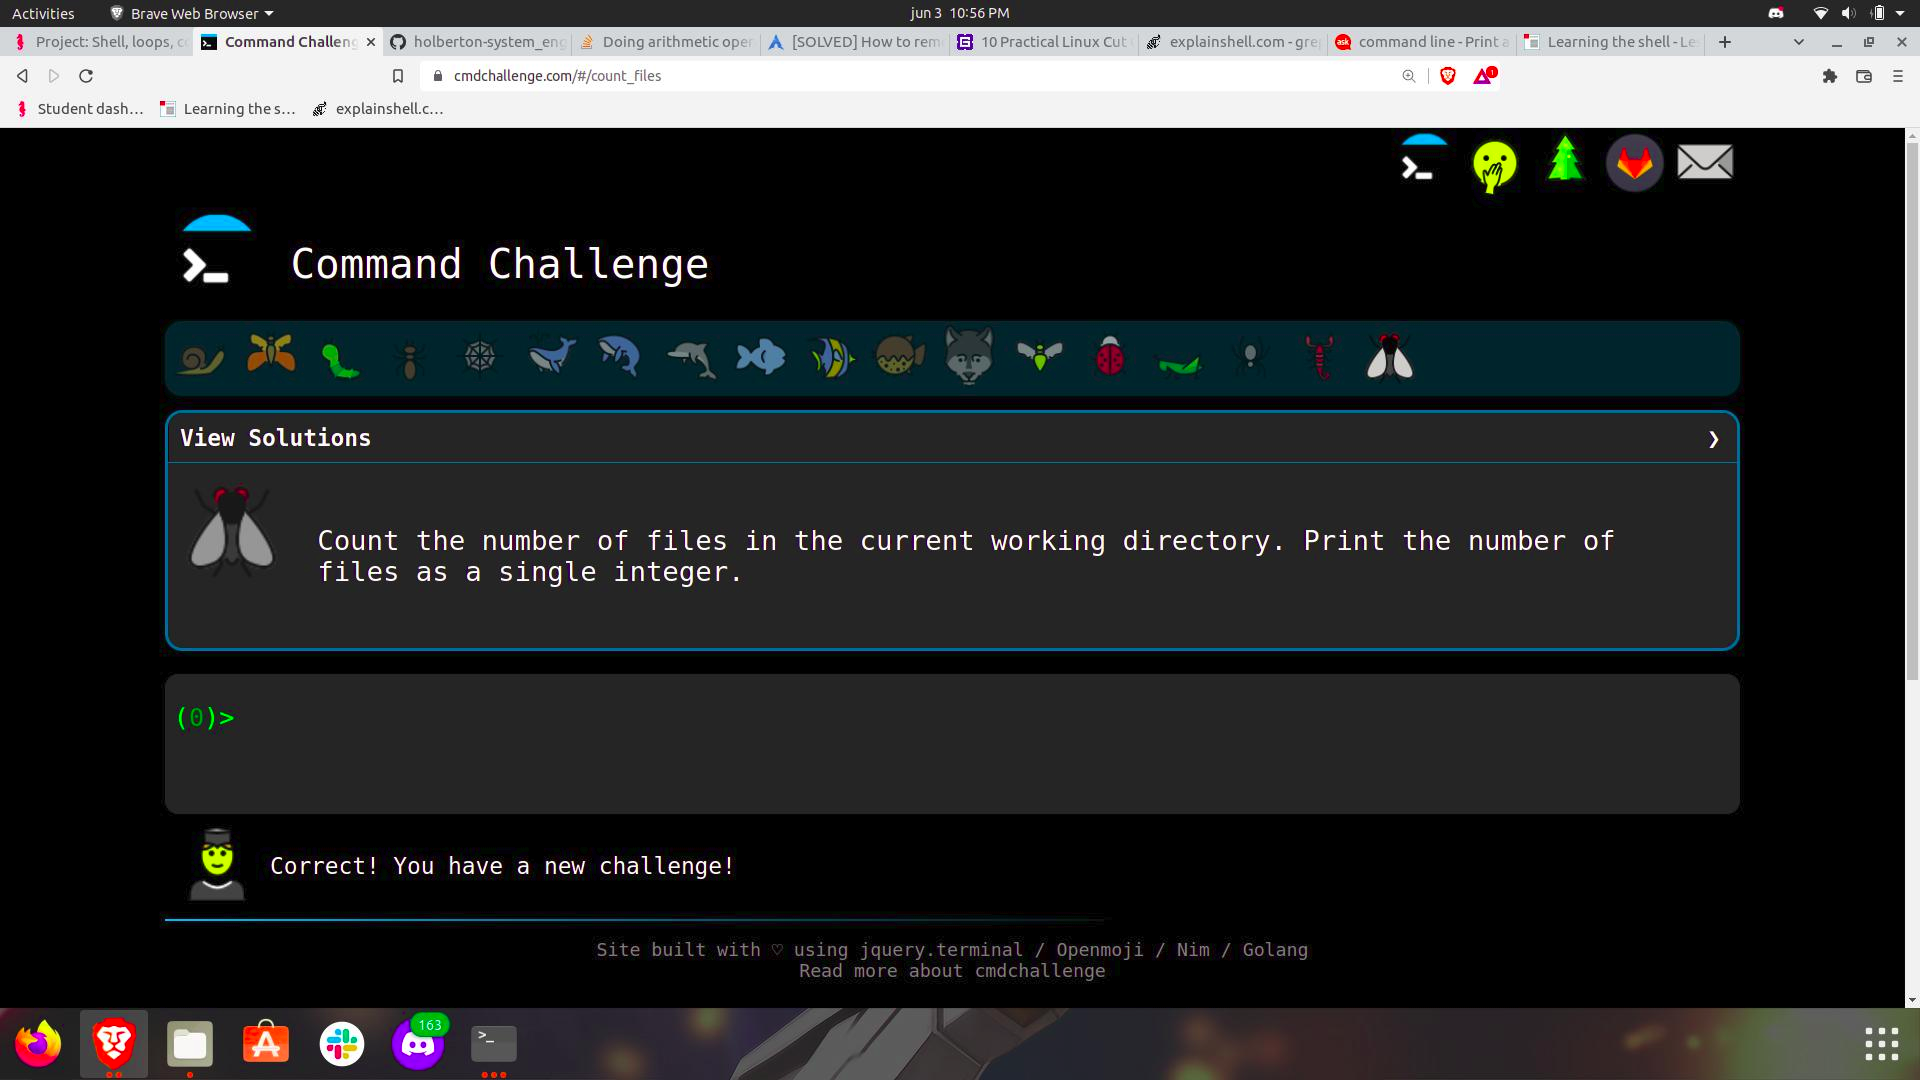 Activities
Brave Web Browser
jun 3 10:56 PM
Project: Shell, loops, co
Command Challeng
holberton-system_eng
Doing arithmetic oper
[SOLVED] How to rem
10 Practical Linux Cut
explainshell.com - gre
command line - Print a
Learning the shell - Le
cmdchallenge.com/#/count_files
1
Student dash...
Learning the s...
explainshell.c...
Command Challenge
View Solutions
Count the number of files in the current working directory. Print the number of
files as a single integer.
(0)>
Correct! You have a new challenge!
Site built with ♡ using jquery.terminal / Openmoji / Nim / Golang
Read more about cmdchallenge
163